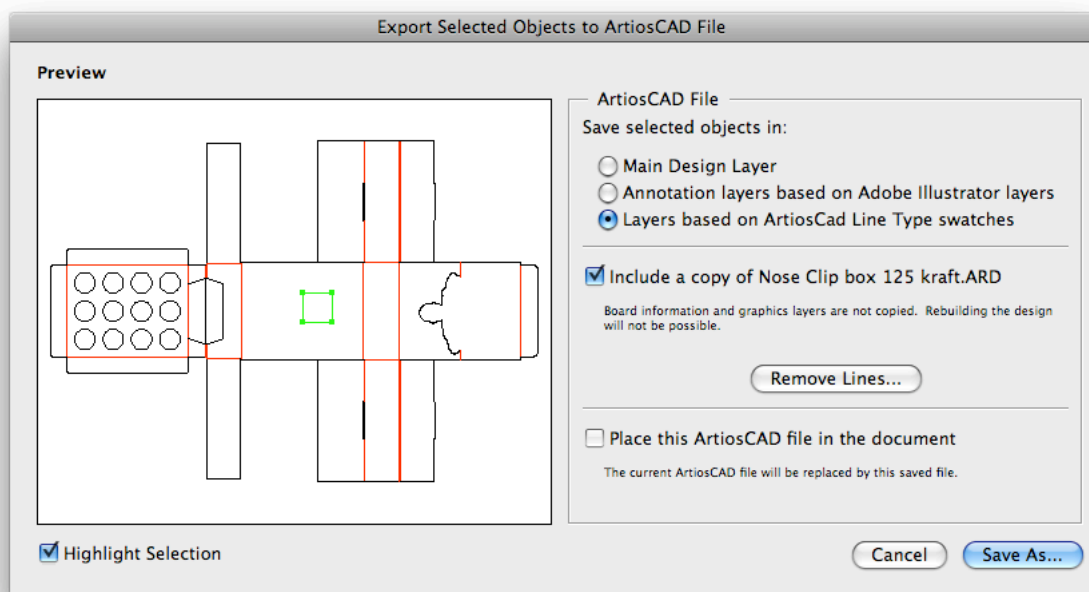 Export Selected Objects to ArtiosCAD File
Preview
ArtiosCAD File
Save selected objects in:
Main Design Layer
Annotation layers based on Adobe Illustrator layers
Layers based on ArtiosCad Line Type swatches
Include a copy of Nose Clip box 125 kraft.ARD
Board information and graphics layers are not copied.  Rebuilding the design
will not be possible.
Remove Lines...
Place this ArtiosCAD file in the document
The current ArtiosCAD file will be replaced by this saved file.
Highlight Selection
Cancel
Save As...